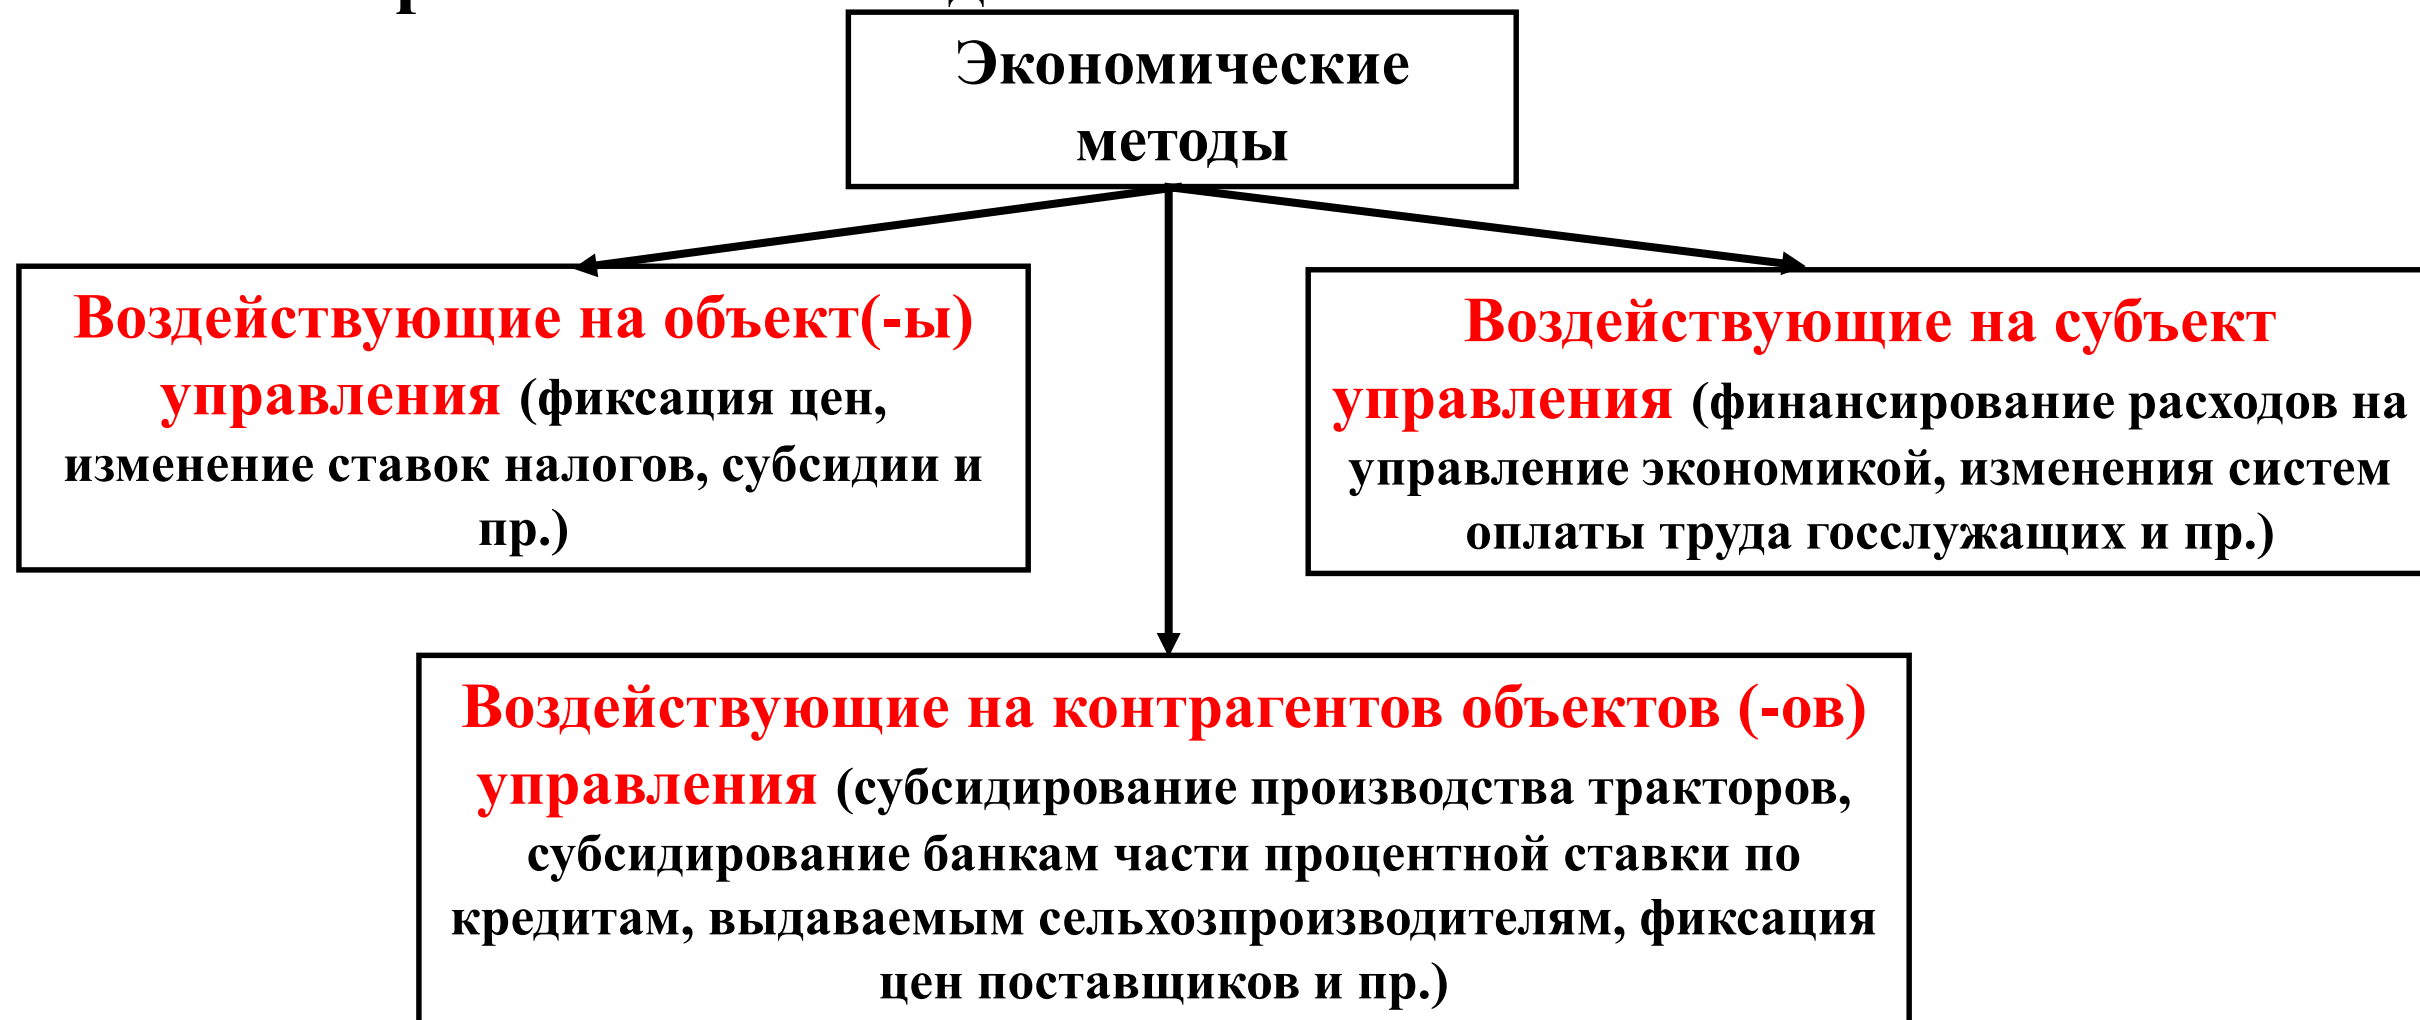 Экономические
методы
Воздействующие на объект(-ы)
управления (фиксация цен,
изменение ставок налогов, субсидии и
пр.)
Воздействующие на субъект
управления (финансирование расходов на
управление экономикой, изменения систем
оплаты труда госслужащих и пр.)
Воздействующие на контрагентов объектов (-ов)
управления (субсидирование производства тракторов,
субсидирование банкам части процентной ставки по
кредитам, выдаваемым сельхозпроизводителям, фиксация
цен поставщиков и пр.)